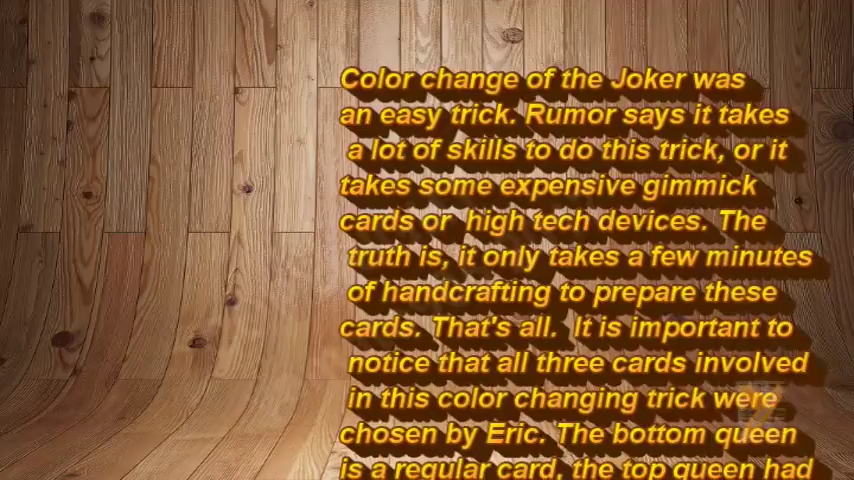 Color change of the Joker was
an easy trick. Rumor says it takes
a lot of skills to do this trick, or it
takes some expensive gimmick
cards or high tech devices. The
truth is, it only takes a few minutes
of handcrafting to prepare these
cards. That's all. It is important to
notice that all three cards involved
in this color changing trick were
chosen by Eric. The bottom queen
is a regular card, the top queen had